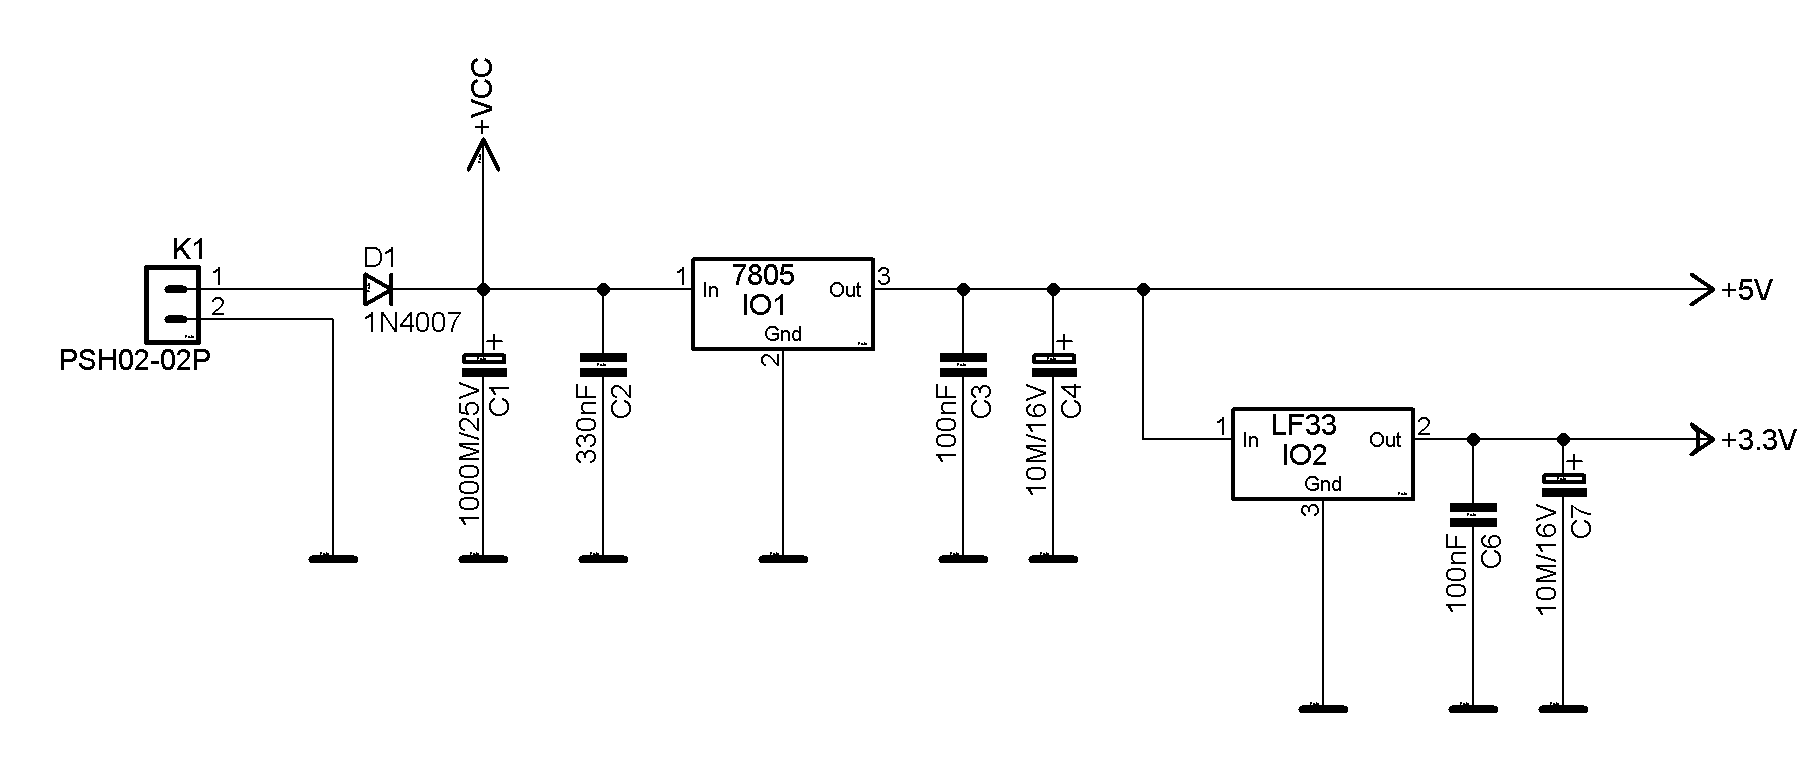 +VCC
K1
1
2
PSH02-02P
D1
1N4007
+
1000M/25V
C1
330nF
C2
1
In
7805
IO1
Out
3
Gnd
2
100nF
C3
+
10M/16V
C4
+5V
1
In
LF33
IO2
Out
2
Gnd
3
100nF
C6
+
10M/16V
C7
+3.3V